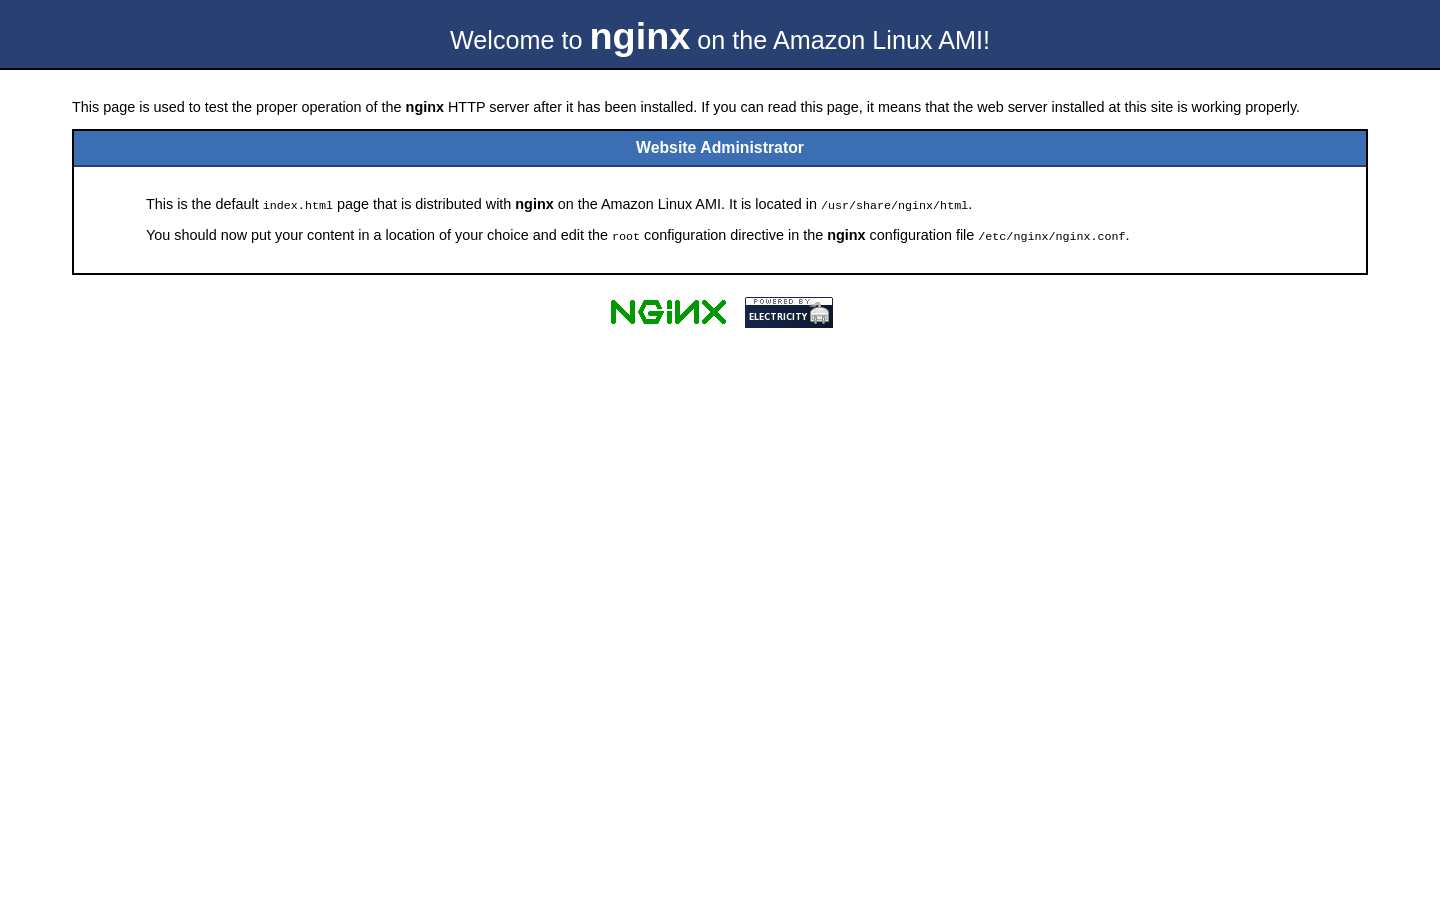 Welcome to nginx on the Amazon Linux AMI!
This page is used to test the proper operation of the nginx HTTP server after it has been installed. If you can read this page, it means that the web server installed at this site is working properly.
Website Administrator
This is the default index.html page that is distributed with nginx on the Amazon Linux AMI. It is located in /usr/share/nginx/html.
You should now put your content in a location of your choice and edit the root configuration directive in the nginx configuration file /etc/nginx/nginx.conf.
NGINX
POWERED BY
ELECTRICITY